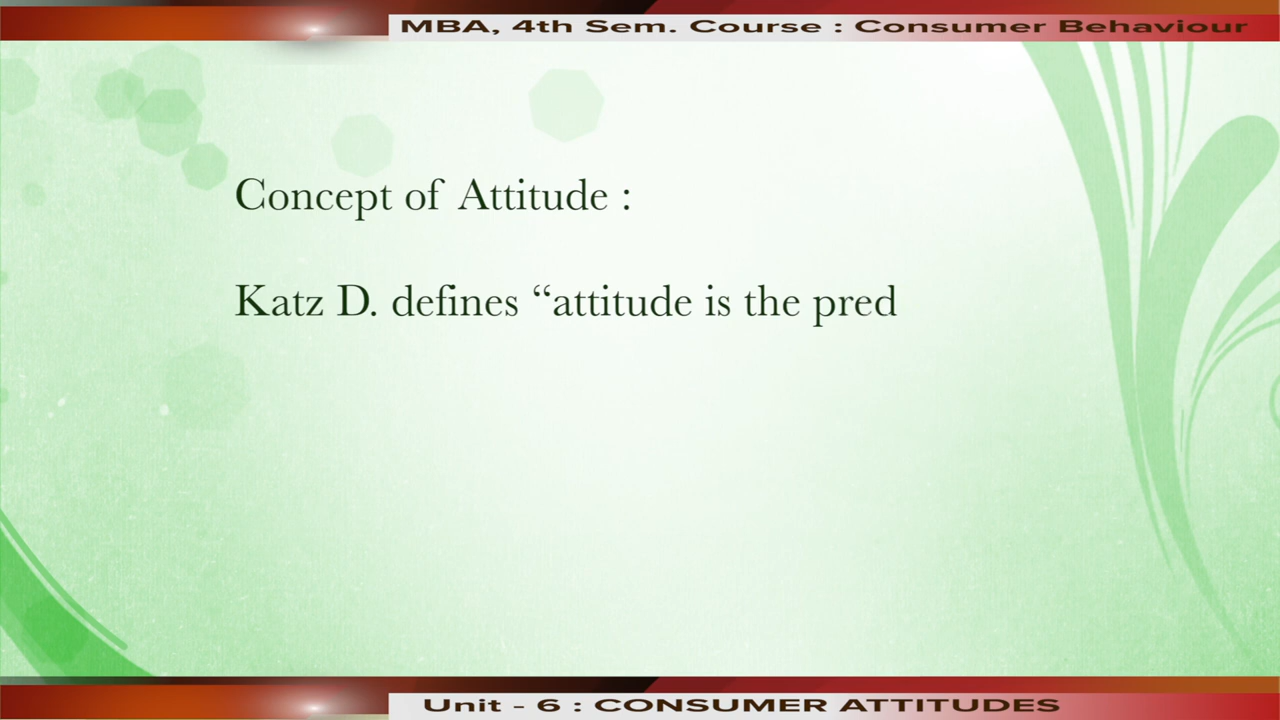 MBA, 4th Sem. Course : Consumer Behaviour
Concept of Attitude :
Katz D. defines “attitude is the pred
Unit - 6 : CONSUMER ATTITUDES